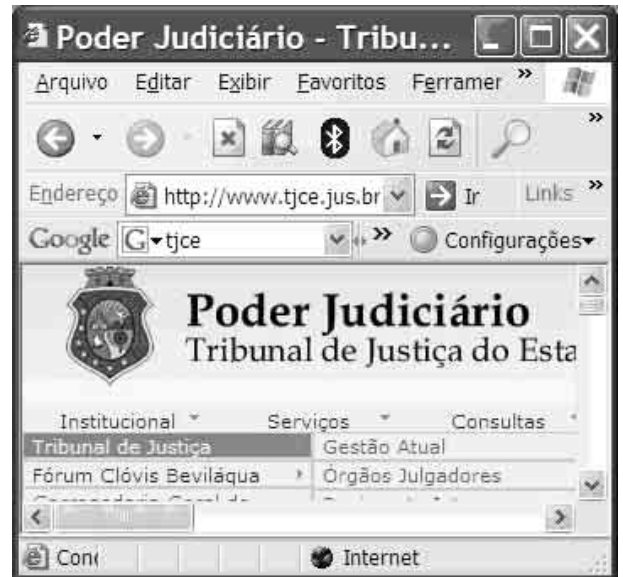 Poder Judiciário - Tribu...
Arquivo Editar Exibir Favoritos Ferramer »
»
Endereço http://www.tjce.jus.br Ir Links »
Google G tjce » Configurações
Poder Judiciário
Tribunal de Justiça do Esta
Institucional Serviços Consultas
Tribunal de Justiça Gestão Atual
Fórum Clóvis Beviláqua Órgãos Julgadores
Internet